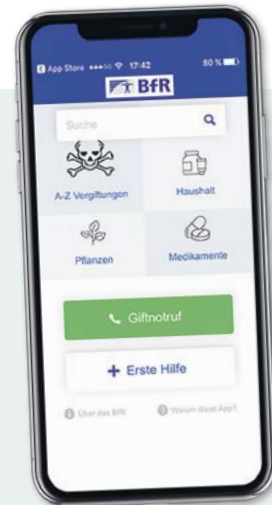 App Store 17:42 80 %
BfR
Suche
A-Z Vergiftungen
Haushalt
Pflanzen
Medikamente
Giftnotruf
Erste Hilfe
Über das BfR
Warum diese App?